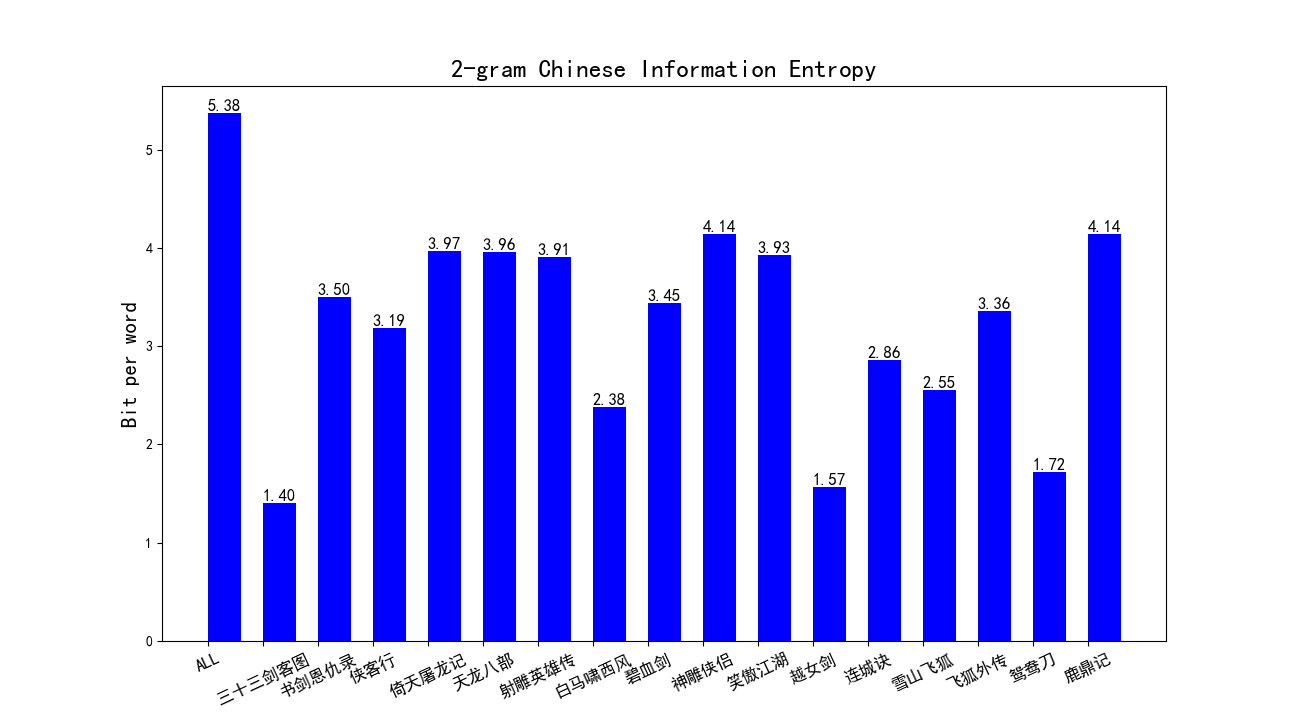 2-gram Chinese Information Entropy
Bit per word
5
4
3
2
1
0
5.38
1.40
3.50
3.19
3.97
3.96
3.91
2.38
3.45
4.14
3.93
1.57
2.86
2.55
3.36
1.72
4.14
ALL
三十三剑客图
书剑恩仇录
侠客行
倚天屠龙记
天龙八部
射雕英雄传
白马啸西风
碧血剑
神雕侠侣
笑傲江湖
越女剑
连城诀
雪山飞狐
飞狐外传
鸳鸯刀
鹿鼎记